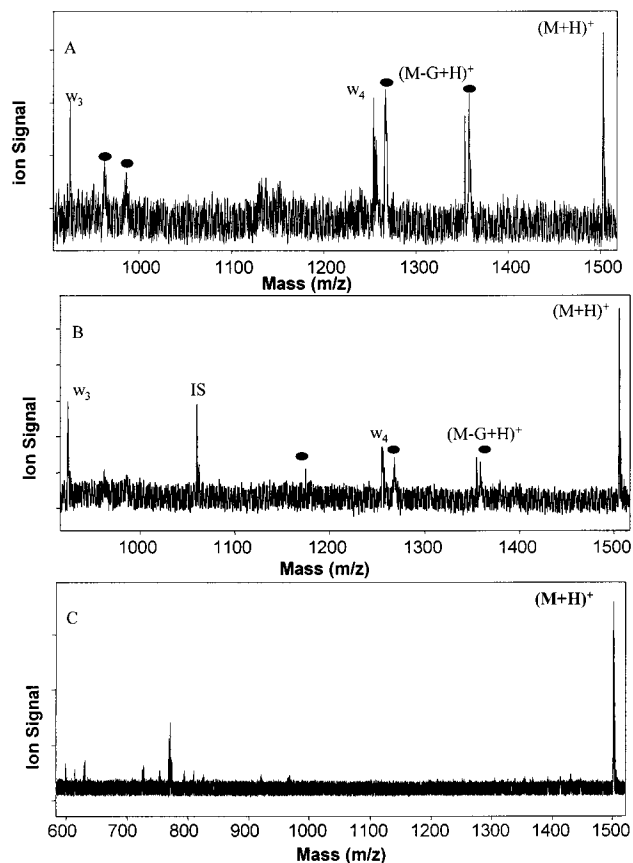 A
(M+H)⁺
(M-G+H)⁺
w₃
w₄
ion Signal
1000 1100 1200 1300 1400 1500
Mass (m/z)
B
(M+H)⁺
w₃
IS
w₄
(M-G+H)⁺
Ion Signal
1000 1100 1200 1300 1400 1500
Mass (m/z)
C
(M+H)⁺
Ion Signal
600 700 800 900 1000 1100 1200 1300 1400 1500
Mass (m/z)